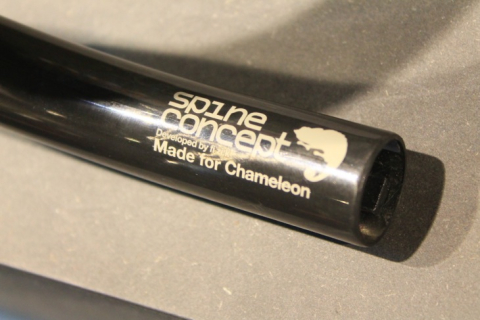 spine
concept
Developed by
Made for Chameleon